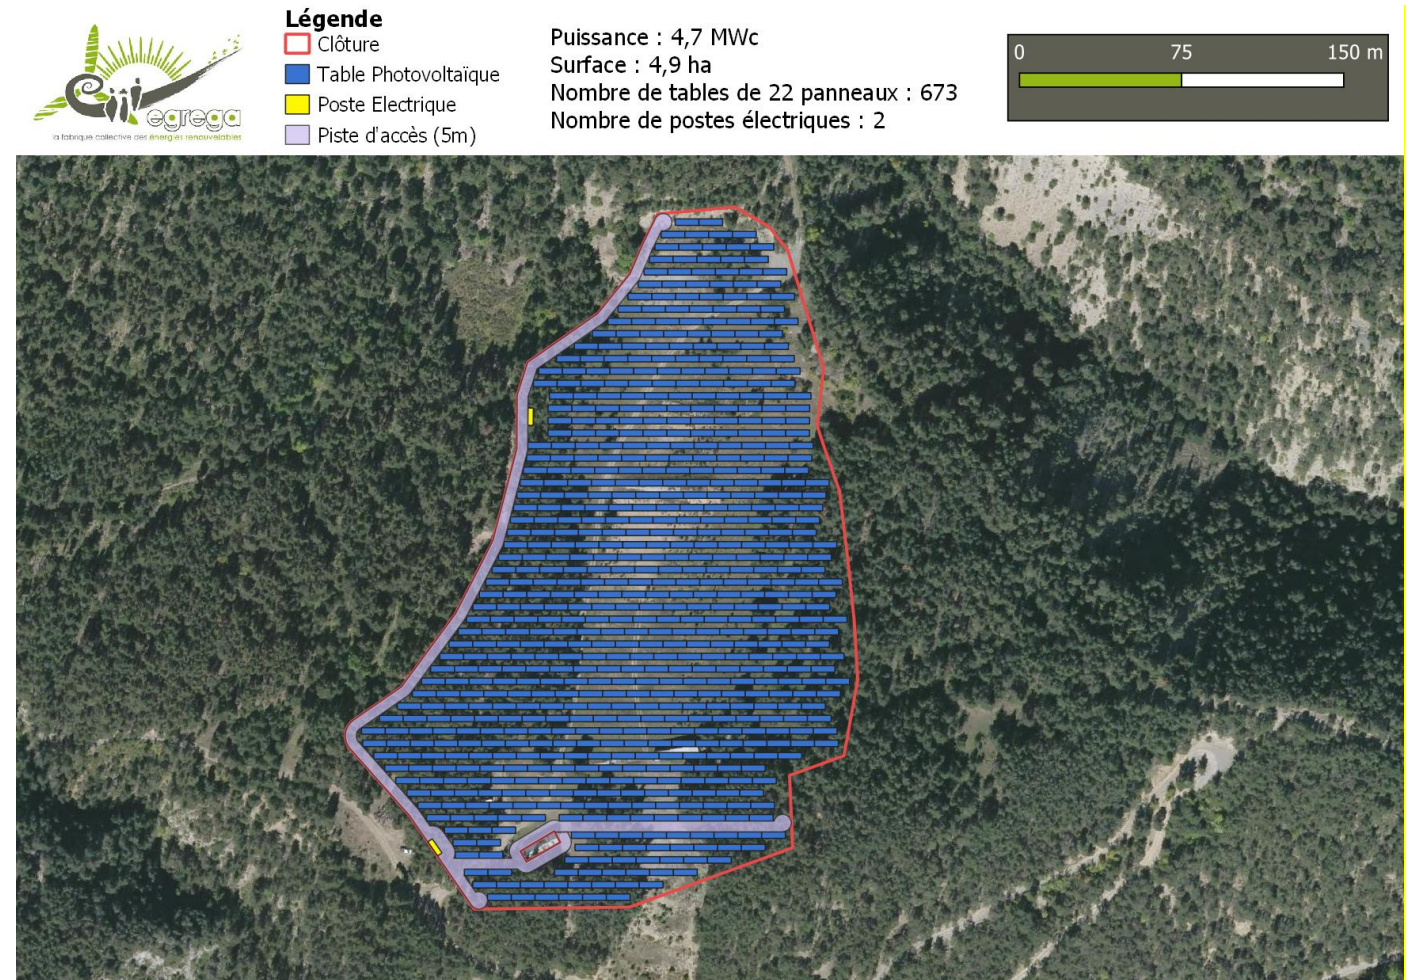 egrega
la fabrique collective des énergies renouvelables
Légende
Clôture
Table Photovoltaïque
Poste Electrique
Piste d'accès (5m)
Puissance : 4,7 MWc
Surface : 4,9 ha
Nombre de tables de 22 panneaux : 673
Nombre de postes électriques : 2
0 75 150 m